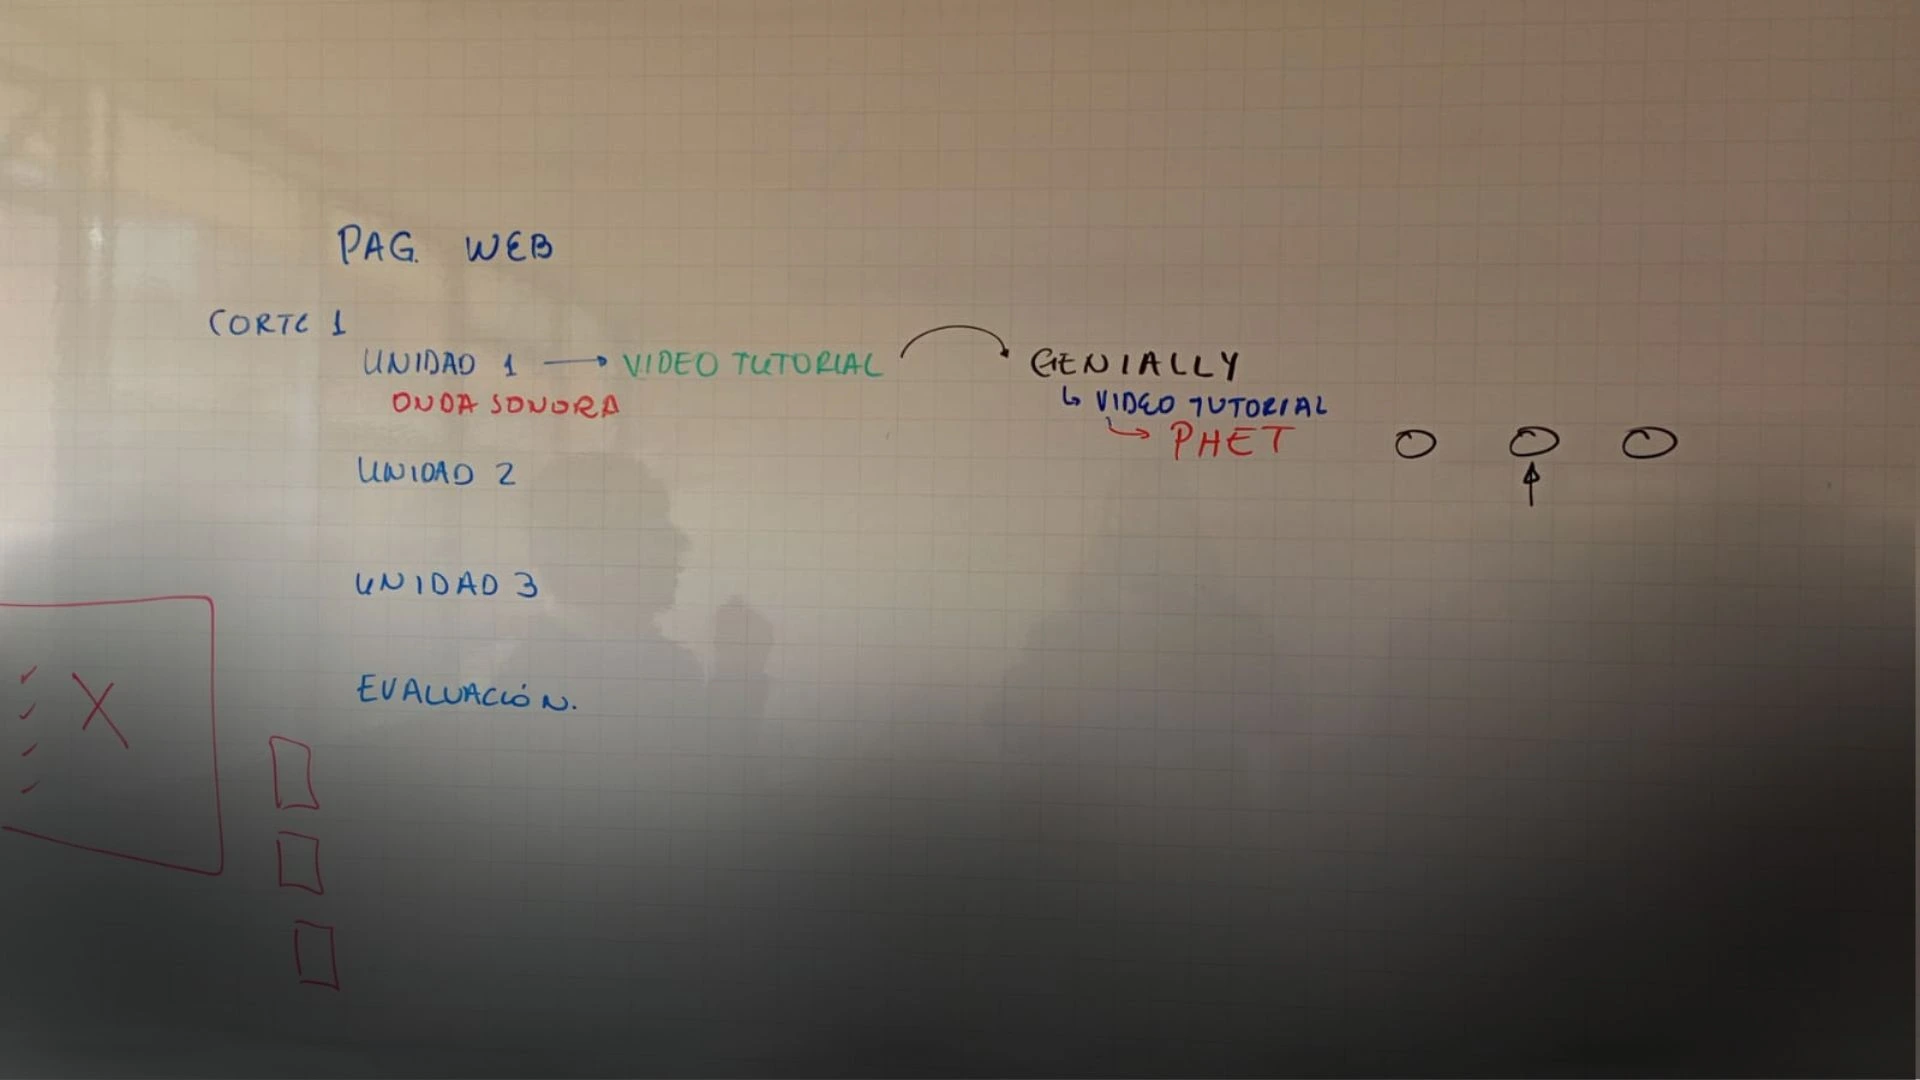 PAG. WEB
CORTE 1
UNIDAD 1 → VIDEO TUTORIAL
GENIALLY
ONDA SONORA
↳ VIDEO TUTORIAL
↳ PHET
UNIDAD 2
UNIDAD 3
EVALUACIÓN.